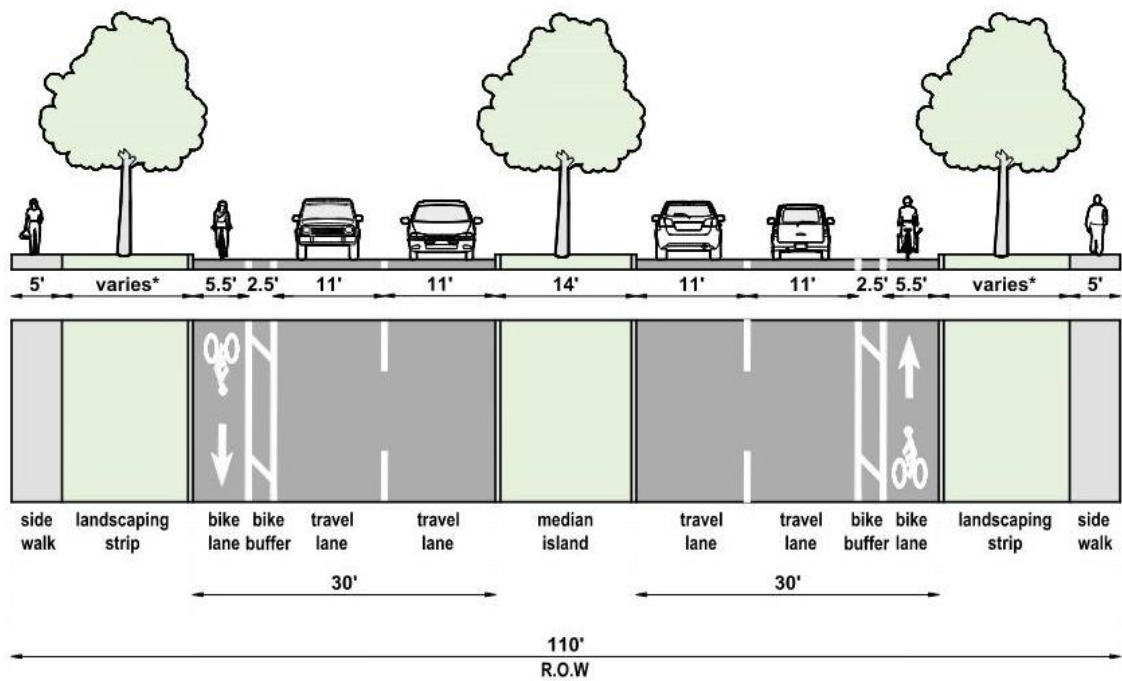 5' varies* 5.5' 2.5' 11' 11' 14' 11' 11' 2.5' 5.5' varies* 5'
side walk
landscaping strip
bike lane
bike buffer
travel lane
travel lane
median island
travel lane
travel lane
bike buffer
bike lane
landscaping strip
side walk
30' 30'
110'
R.O.W